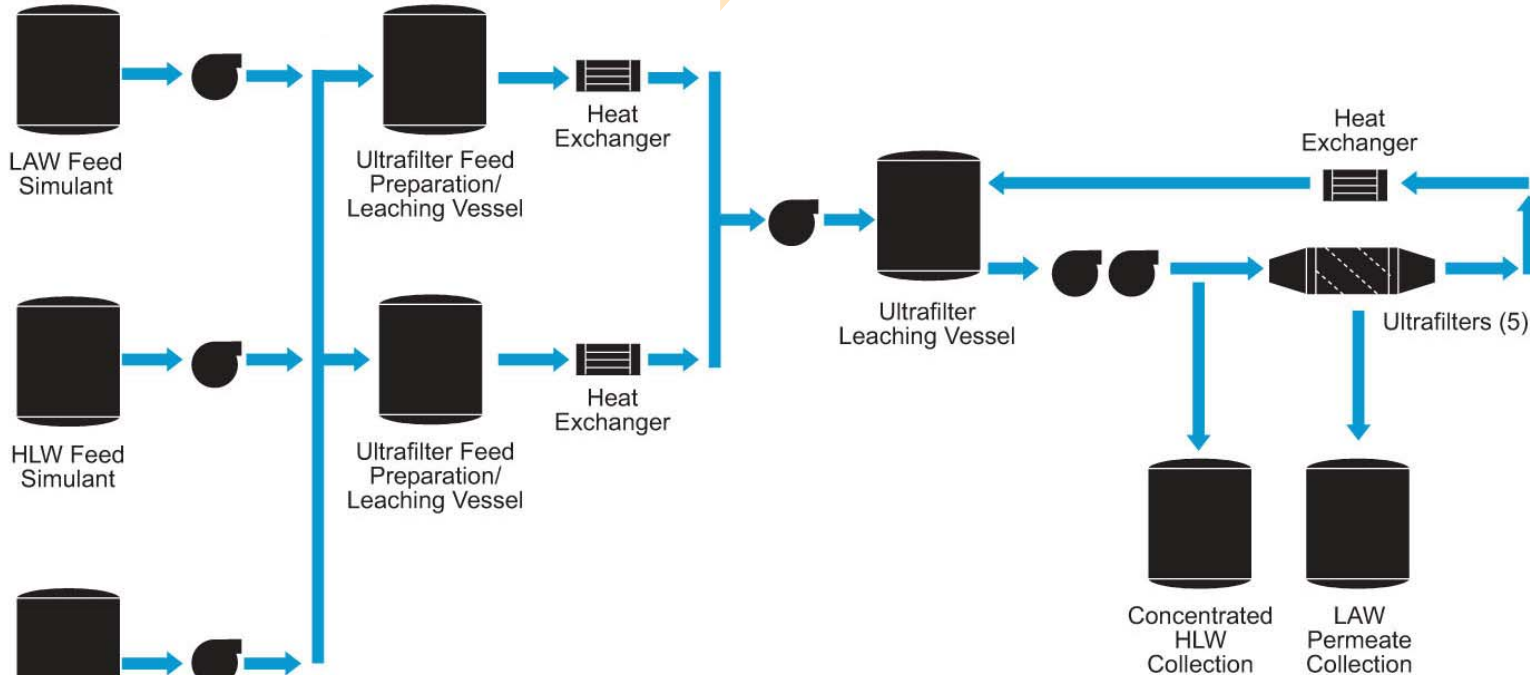 LAW Feed
Simulant
Ultrafilter Feed
Preparation/
Leaching Vessel
Heat
Exchanger
HLW Feed
Simulant
Ultrafilter Feed
Preparation/
Leaching Vessel
Heat
Exchanger
Ultrafilter
Leaching Vessel
Heat
Exchanger
Ultrafilters (5)
Concentrated
HLW
Collection
LAW
Permeate
Collection